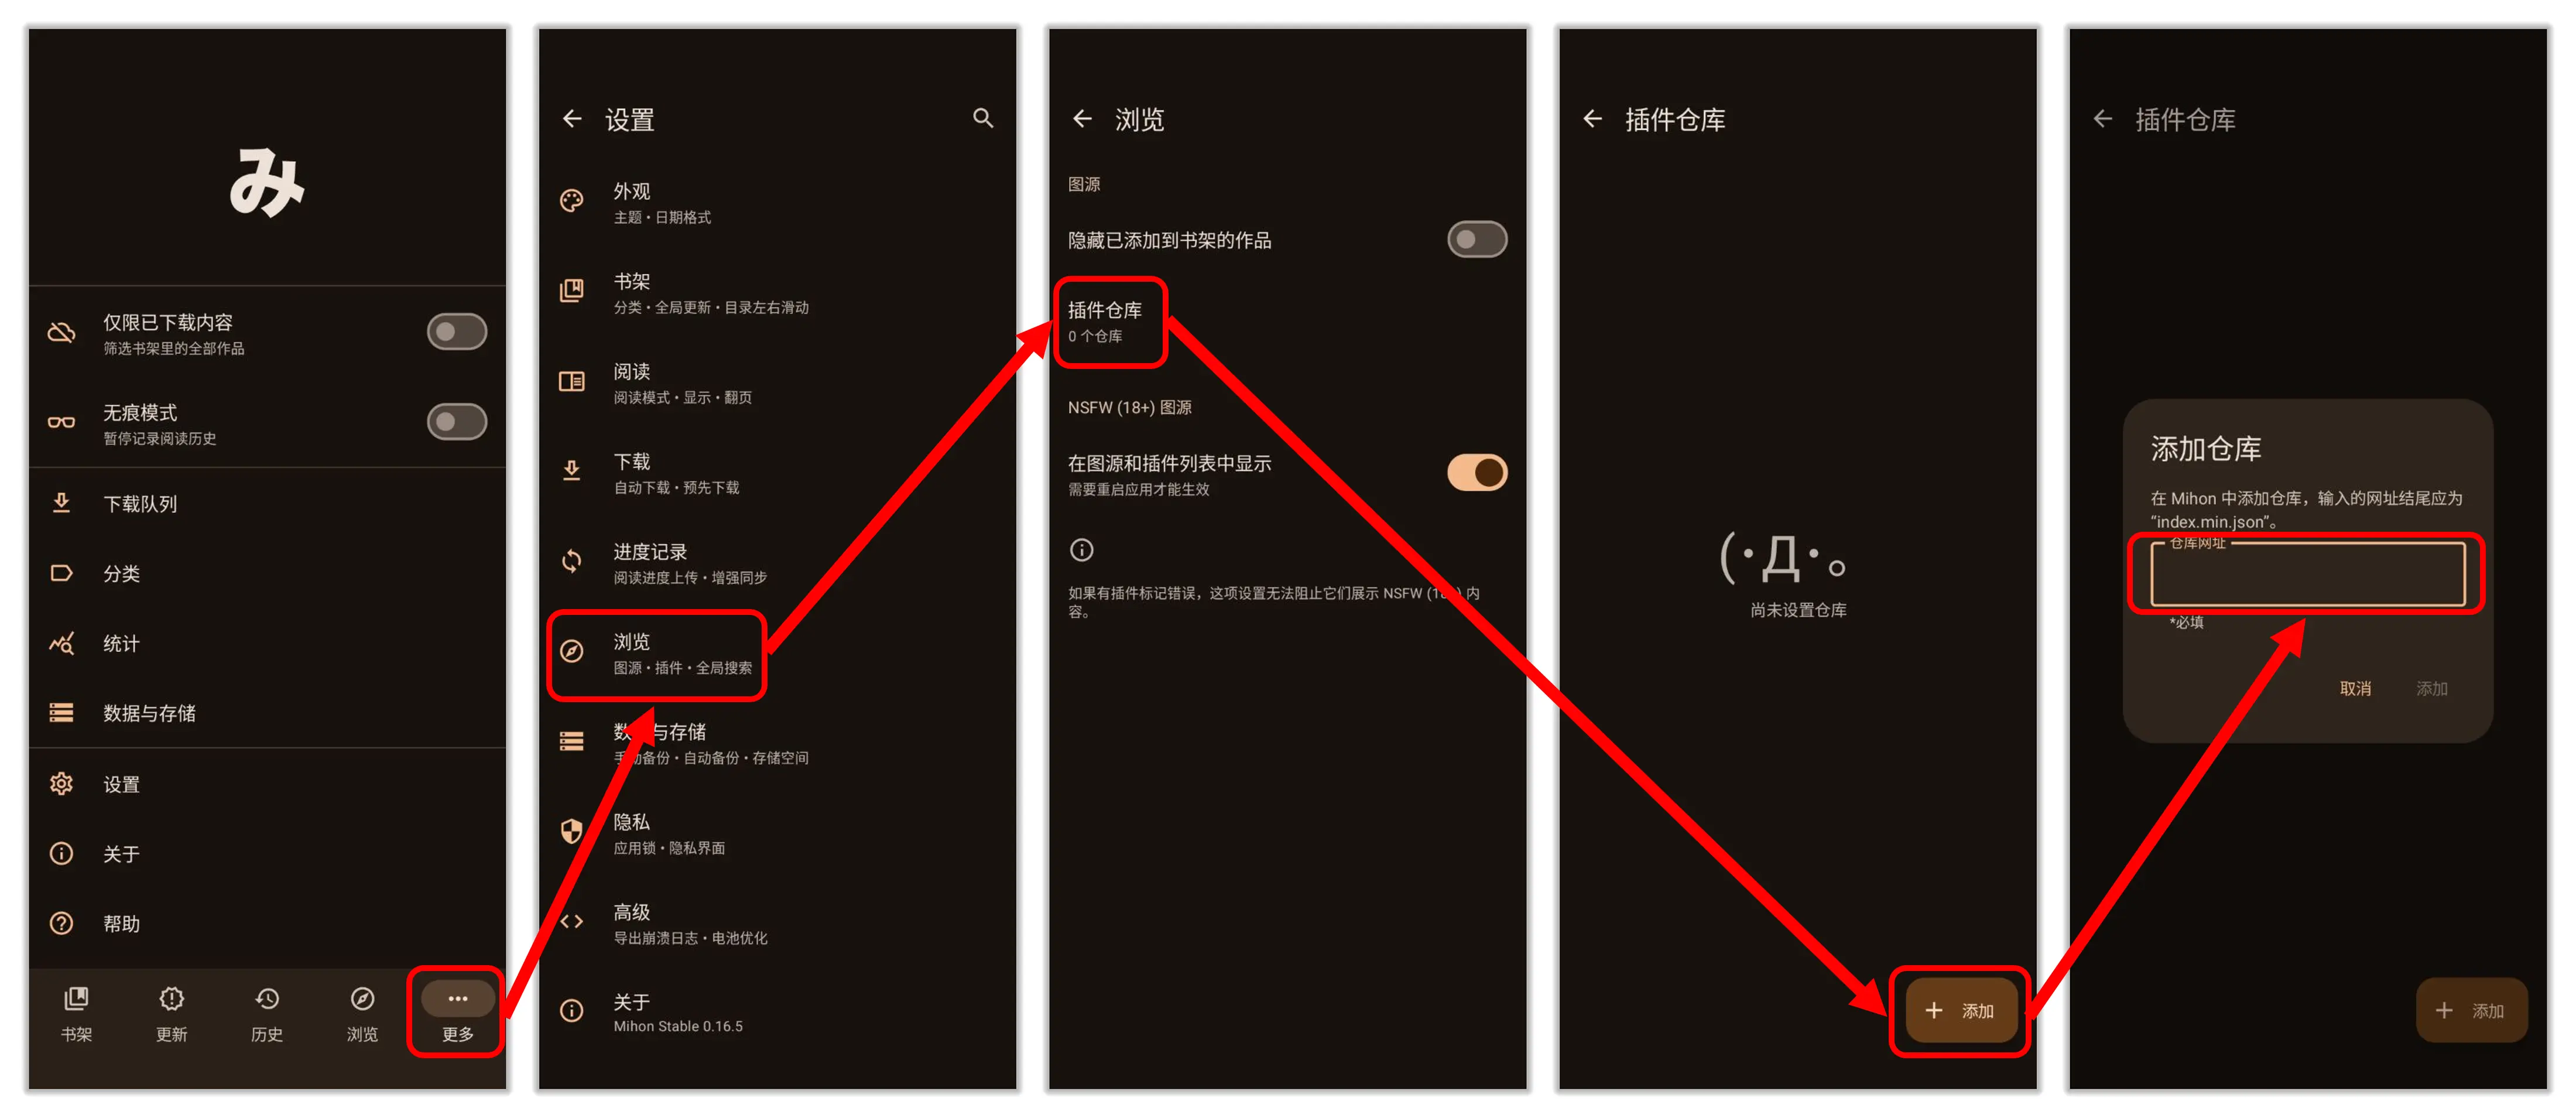 み
仅限已下载内容
筛选书架里的全部作品
无痕模式
暂停记录阅读历史
下载队列
分类
统计
数据与存储
设置
关于
帮助
书架
更新
历史
浏览
更多
设置
外观
主题・日期格式
书架
分类・全局更新・目录左右滑动
阅读
阅读模式・显示・翻页
下载
自动下载・预先下载
进度记录
阅读进度上传・增强同步
浏览
图源・插件・全局搜索
数 与存储
手动备份・自动备份・存储空间
隐私
应用锁・隐私界面
高级
导出崩溃日志・电池优化
关于
Mihon Stable 0.16.5
浏览
图源
隐藏已添加到书架的作品
插件仓库
0 个仓库
NSFW (18+) 图源
在图源和插件列表中显示
需要重启应用才能生效
如果有插件标记错误，这项设置无法阻止它们展示 NSFW (18+) 内
容。
插件仓库
(･Д･。
尚未设置仓库
添加
插件仓库
添加仓库
在 Mihon 中添加仓库，输入的网址结尾应为
“index.min.json”。
仓库网址
*必填
取消
添加
添加